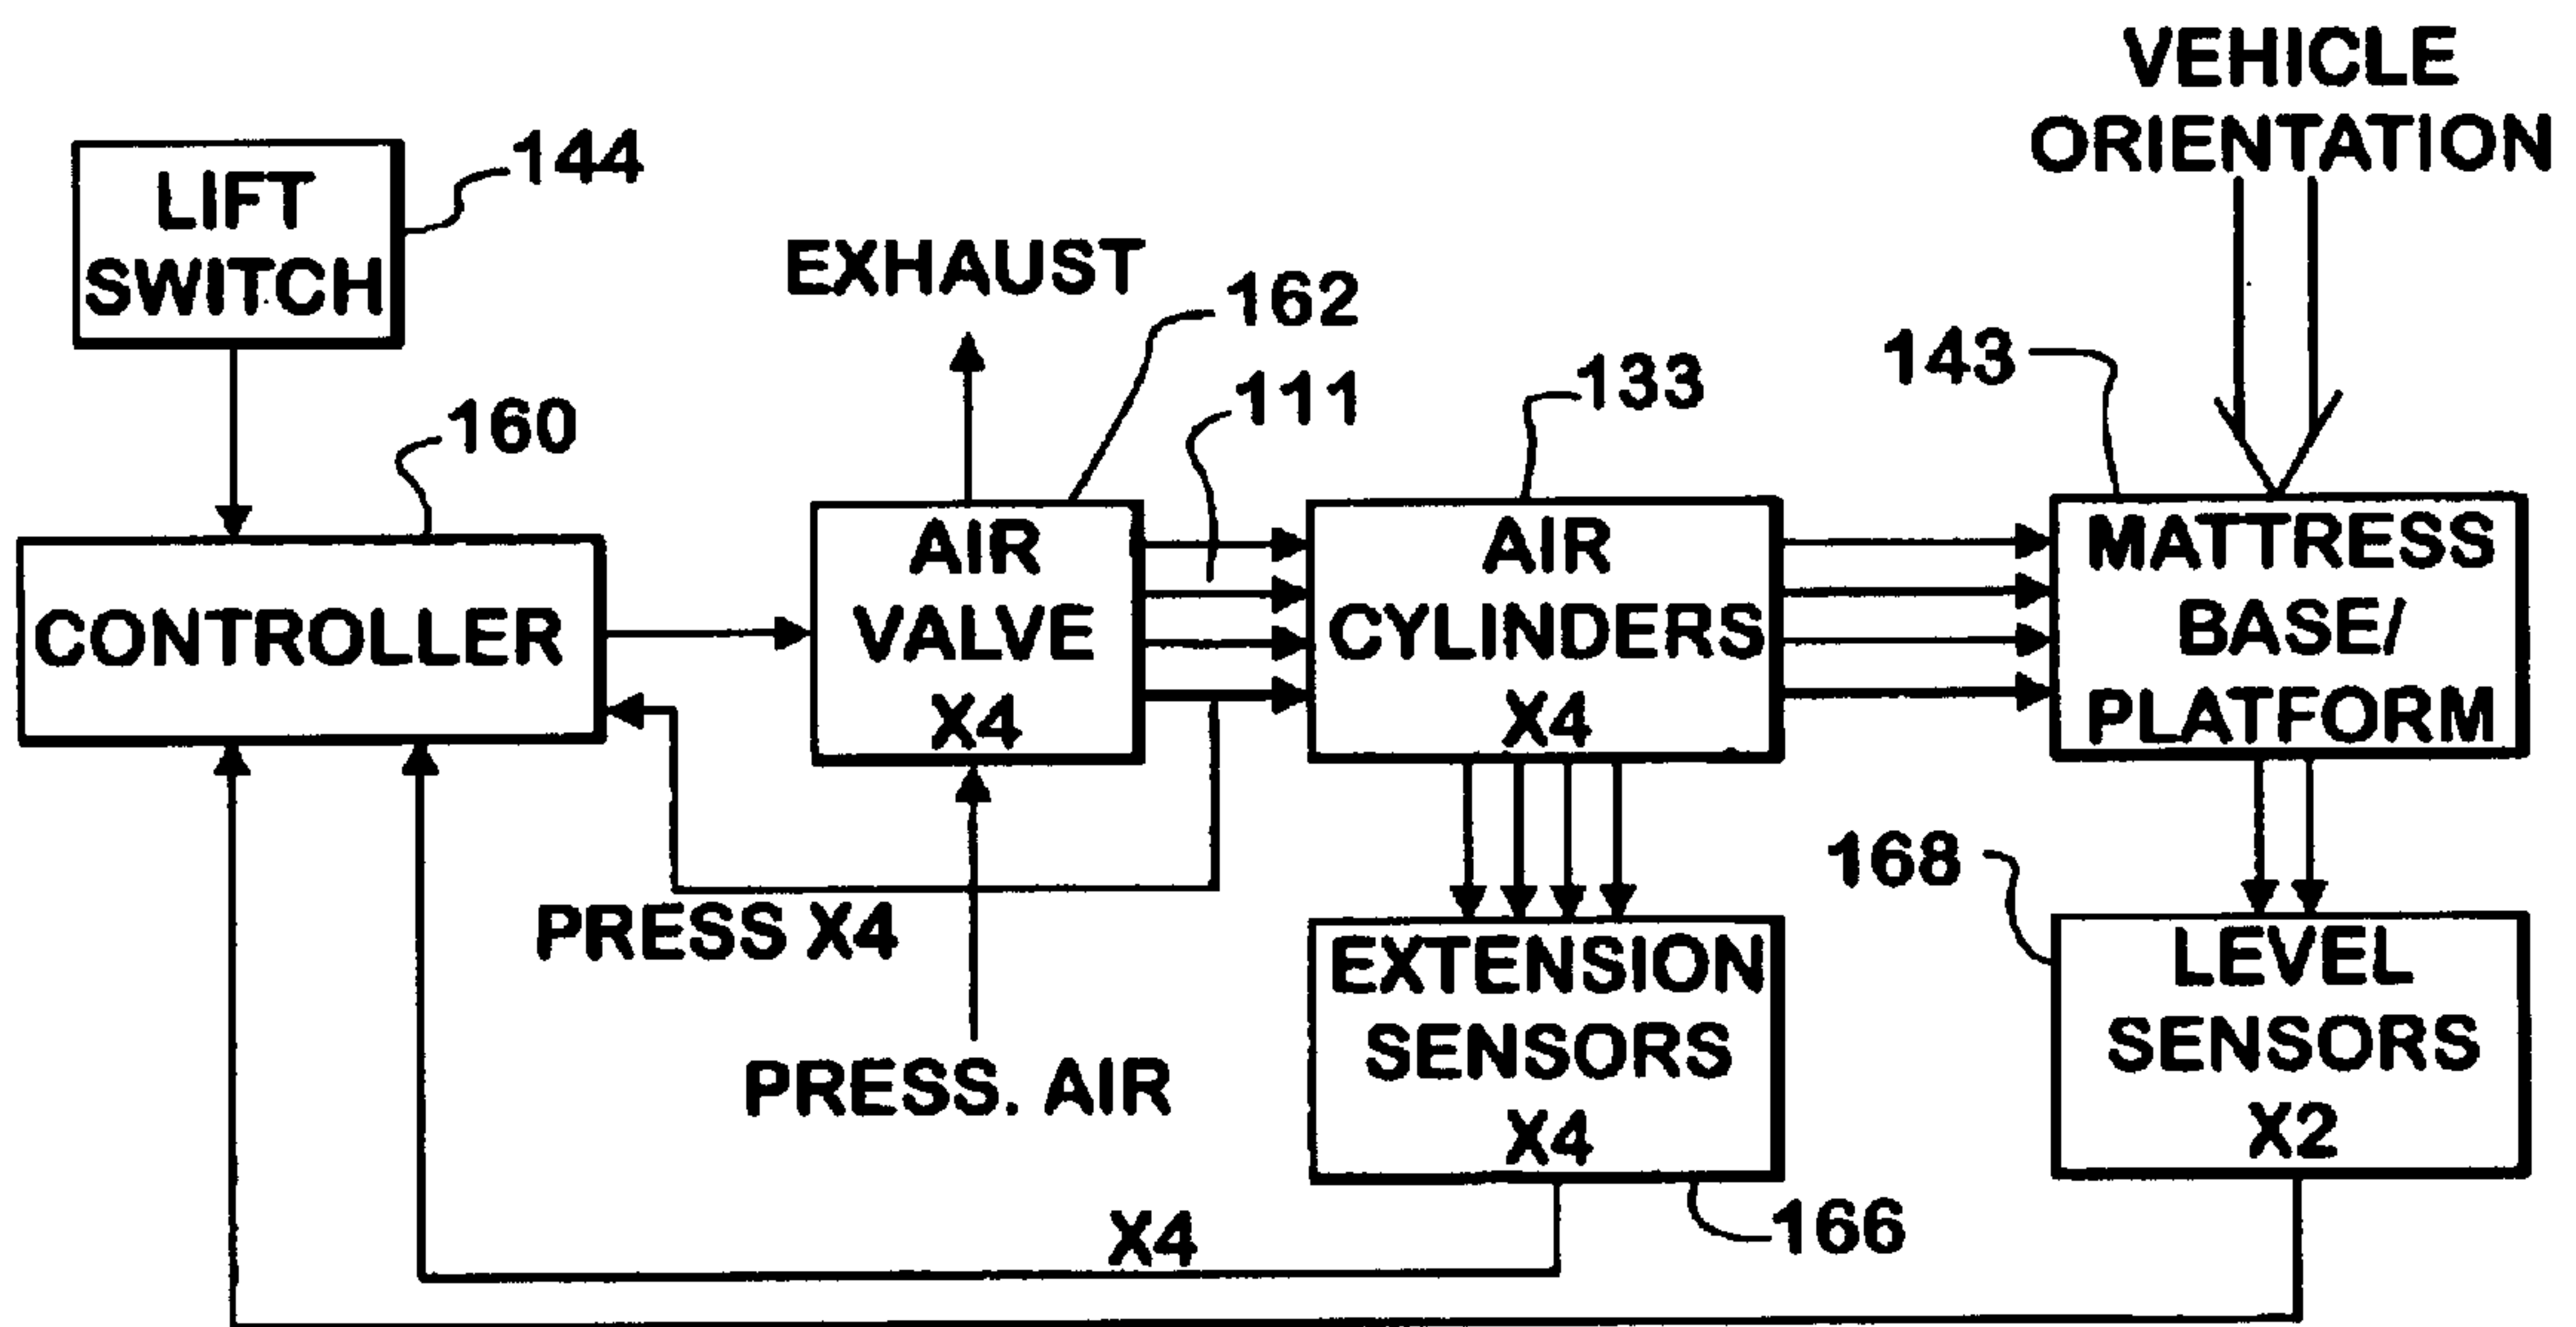 VEHICLE
ORIENTATION
LIFT
SWITCH
144
EXHAUST
162
111
133
143
160
CONTROLLER
AIR
VALVE
X4
AIR
CYLINDERS
X4
MATTRESS
BASE/
PLATFORM
PRESS X4
PRESS. AIR
168
EXTENSION
SENSORS
X4
LEVEL
SENSORS
X2
166
X4